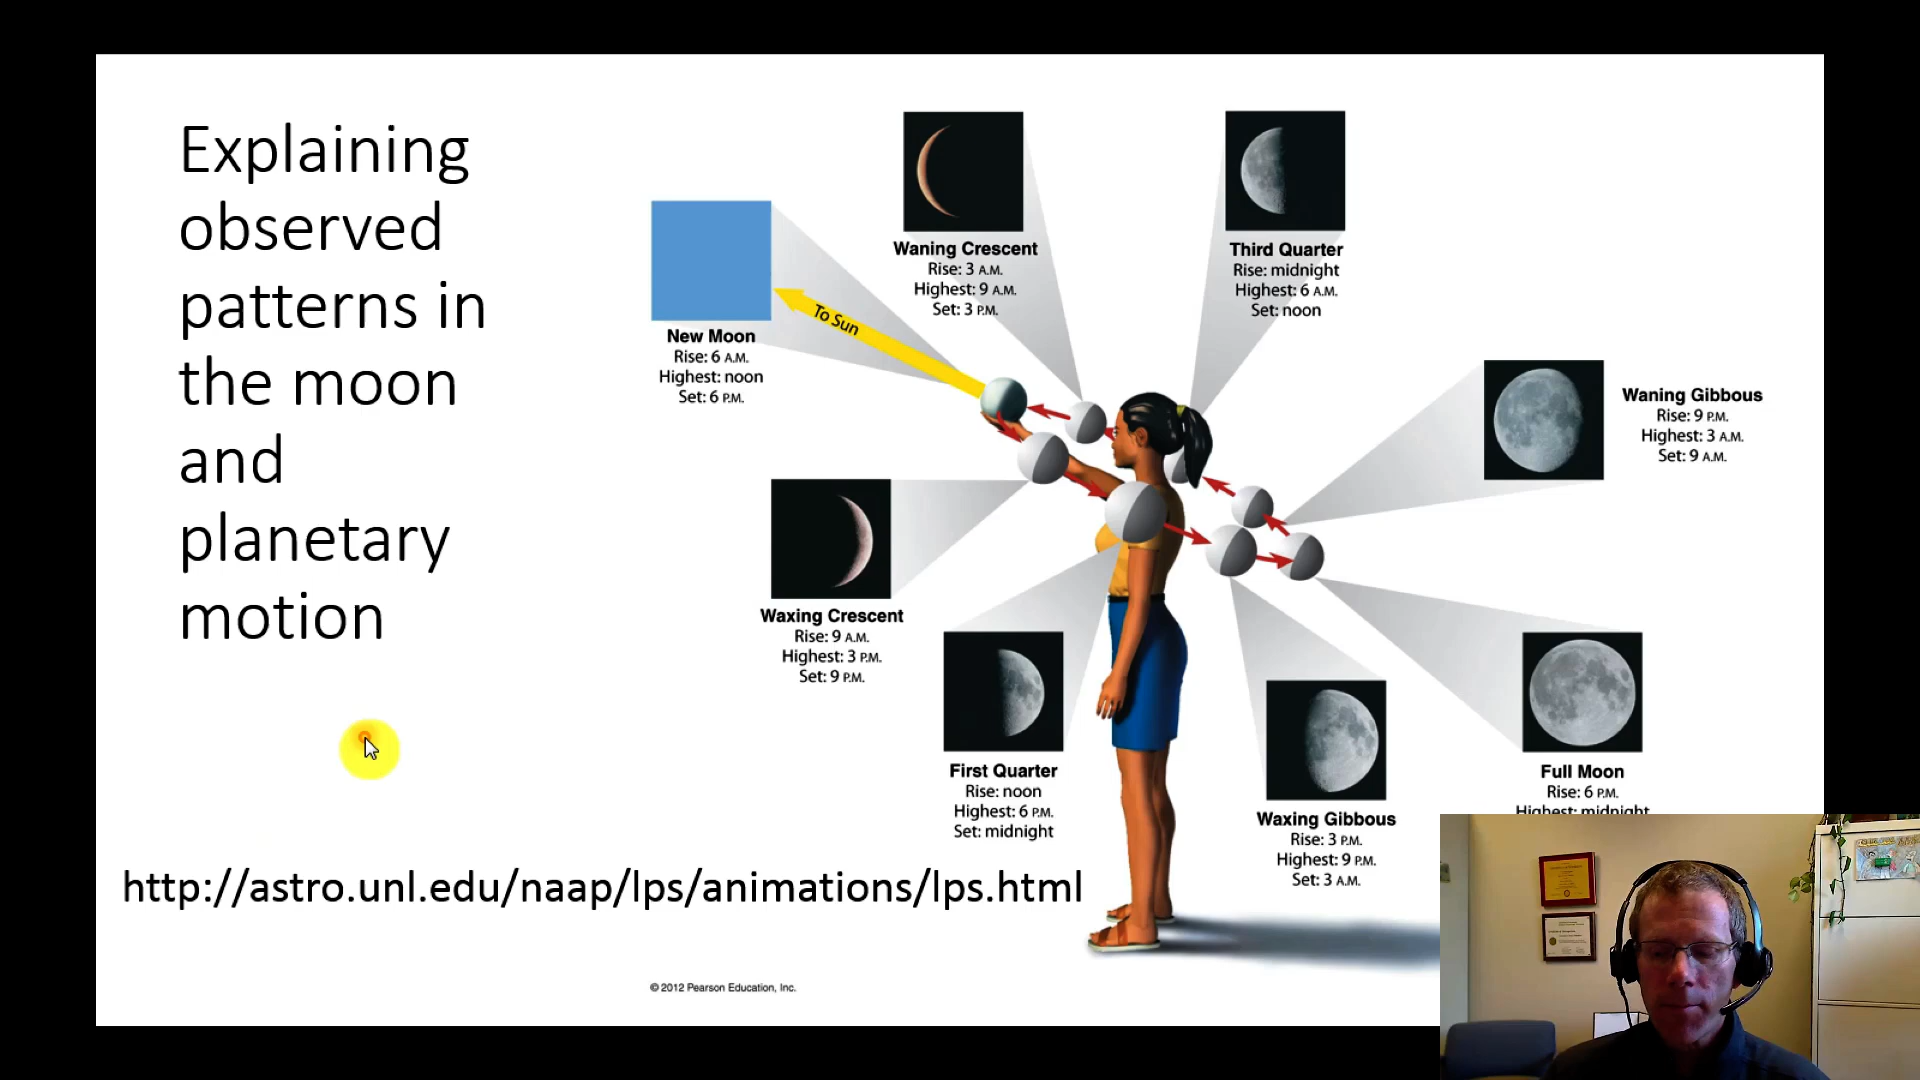 Explaining
observed
patterns in
the moon
and
planetary
motion
http://astro.unl.edu/naap/lps/animations/lps.html
To Sun
New Moon
Rise: 6 A.M.
Highest: noon
Set: 6 P.M.
Waning Crescent
Rise: 3 A.M.
Highest: 9 A.M.
Set: 3 P.M.
Third Quarter
Rise: midnight
Highest: 6 A.M.
Set: noon
Waning Gibbous
Rise: 9 P.M.
Highest: 3 A.M.
Set: 9 A.M.
Waxing Crescent
Rise: 9 A.M.
Highest: 3 P.M.
Set: 9 P.M.
First Quarter
Rise: noon
Highest: 6 P.M.
Set: midnight
Waxing Gibbous
Rise: 3 P.M.
Highest: 9 P.M.
Set: 3 A.M.
Full Moon
Rise: 6 P.M.
Highest: midnight
© 2012 Pearson Education, Inc.